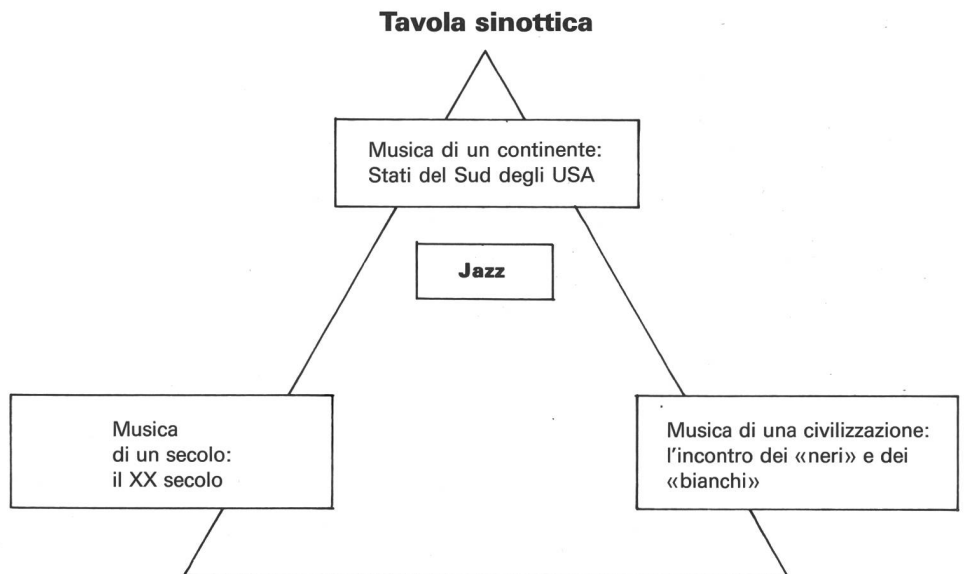 Tavola sinottica
Musica di un continente:
Stati del Sud degli USA
Jazz
Musica
di un secolo:
il XX secolo
Musica di una civilizzazione:
l'incontro dei «neri» e dei
«bianchi»